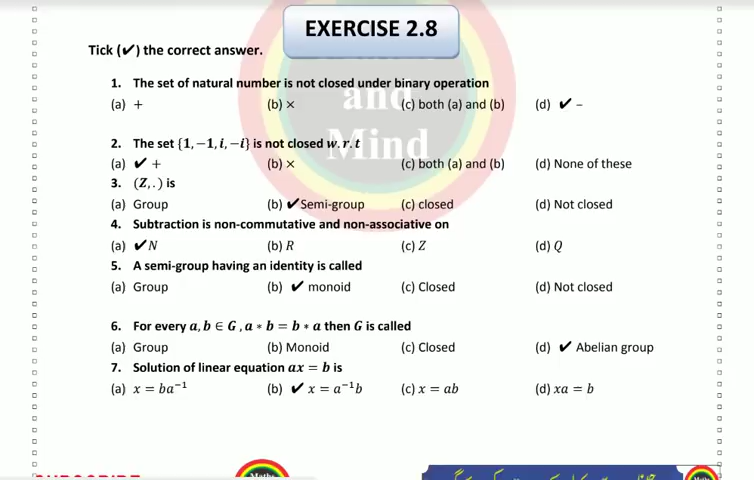 EXERCISE 2.8
Tick (✔) the correct answer.
1. The set of natural number is not closed under binary operation
(a) + (b) × (c) both (a) and (b) (d) ✔ −
and
2. The set {1, −1, i, −i} is not closed w.r.t
Mind
(a) ✔ + (b) × (c) both (a) and (b) (d) None of these
3. (Z, .) is
(a) Group (b) ✔Semi-group (c) closed (d) Not closed
4. Subtraction is non-commutative and non-associative on
(a) ✔N (b) R (c) Z (d) Q
5. A semi-group having an identity is called
(a) Group (b) ✔ monoid (c) Closed (d) Not closed
6. For every a, b ∈ G , a ∗ b = b ∗ a then G is called
(a) Group (b) Monoid (c) Closed (d) ✔ Abelian group
7. Solution of linear equation ax = b is
(a) x = ba⁻¹ (b) ✔ x = a⁻¹b (c) x = ab (d) xa = b